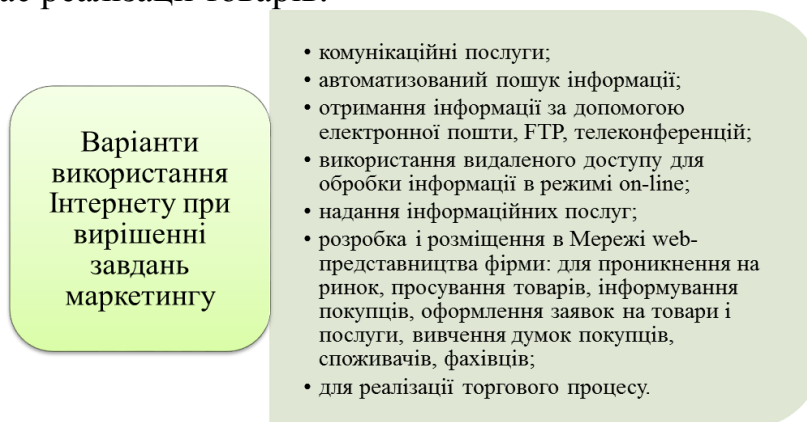 реалізації товарів.
Варіанти
використання
Інтернету при
вирішенні
завдань
маркетингу
• комунікаційні послуги;
• автоматизований пошук інформації;
• отримання інформації за допомогою
електронної пошти, FTP, телеконференцій;
• використання видаленого доступу для
обробки інформації в режимі on-line;
• надання інформаційних послуг;
• розробка і розміщення в Мережі web-
представництва фірми: для проникнення на
ринок, просування товарів, інформування
покупців, оформлення заявок на товари і
послуги, вивчення думок покупців,
споживачів, фахівців;
• для реалізації торгового процесу.